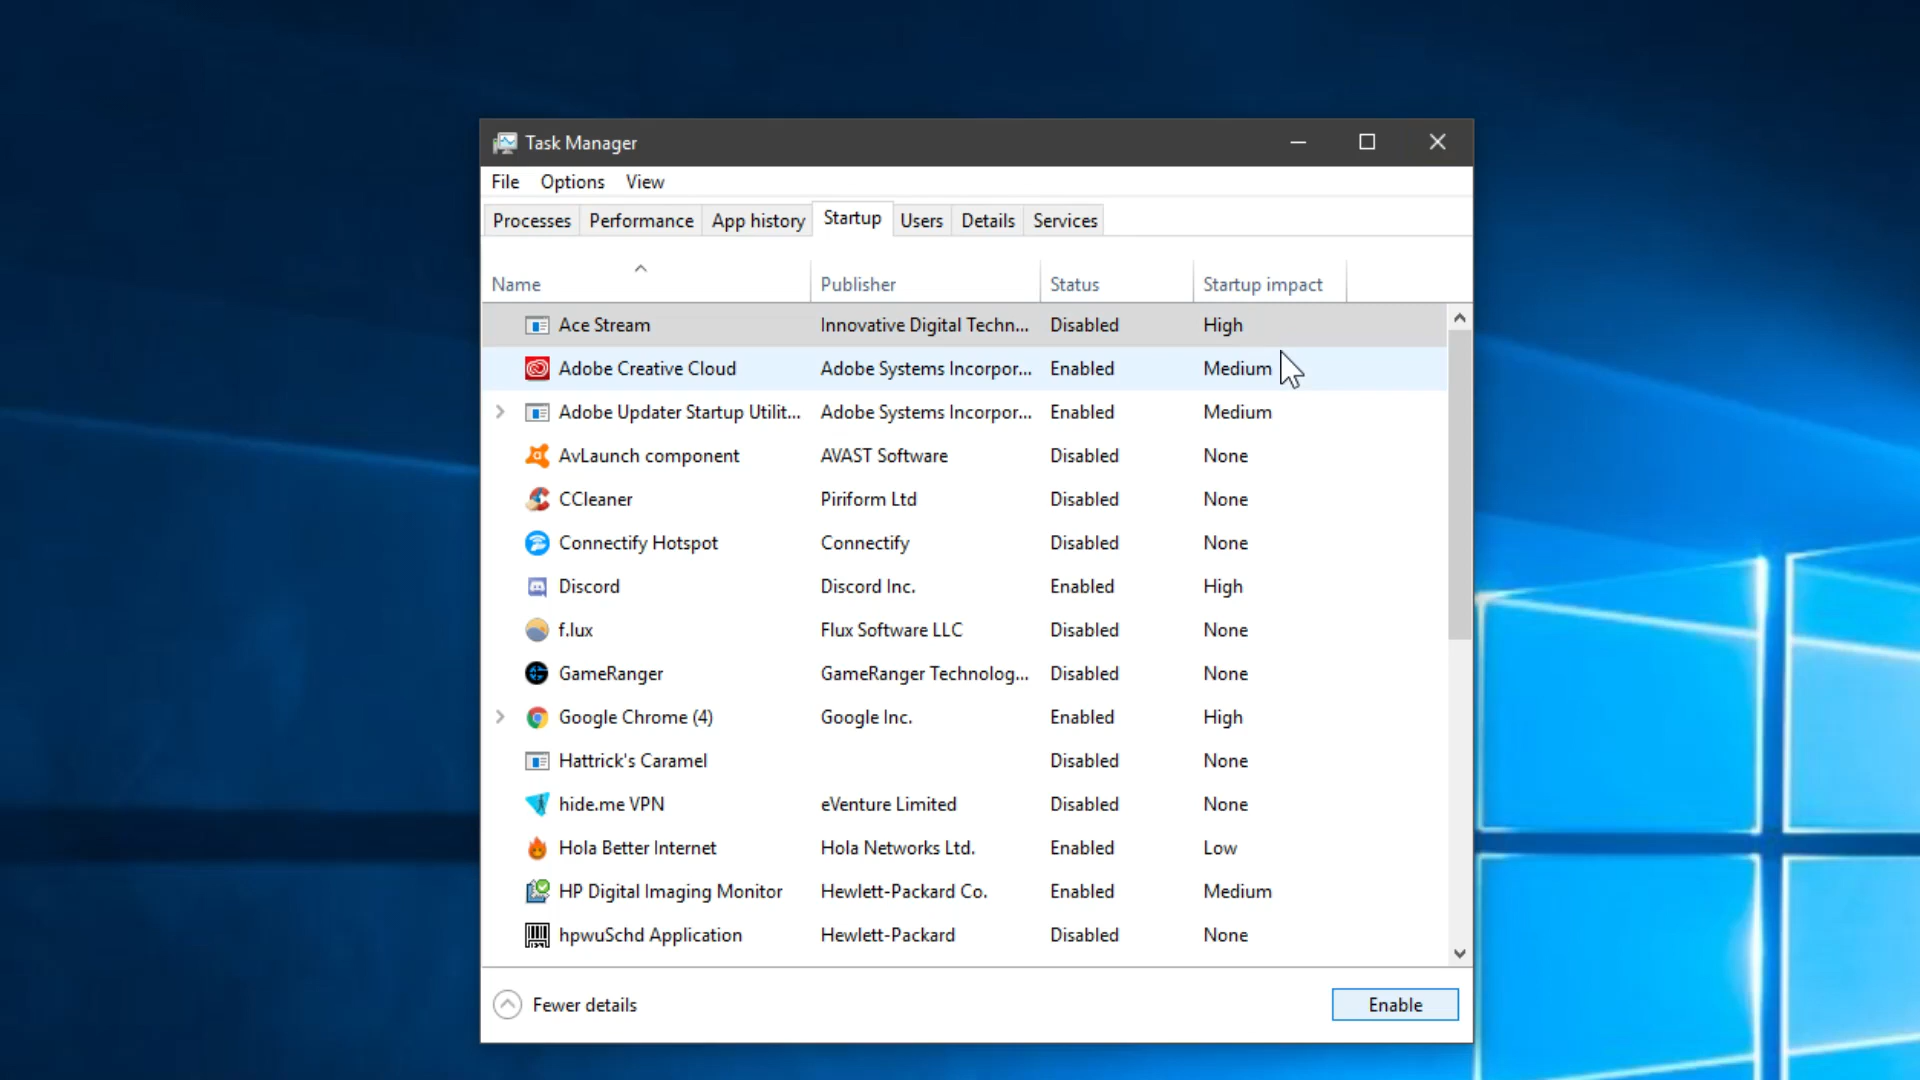 Task Manager
File Options View
Processes Performance App history Startup Users Details Services
Name Publisher Status Startup impact
Ace Stream Innovative Digital Techn... Disabled High
Adobe Creative Cloud Adobe Systems Incorpor... Enabled Medium
Adobe Updater Startup Utilit... Adobe Systems Incorpor... Enabled Medium
AvLaunch component AVAST Software Disabled None
CCleaner Piriform Ltd Disabled None
Connectify Hotspot Connectify Disabled None
Discord Discord Inc. Enabled High
f.lux Flux Software LLC Disabled None
GameRanger GameRanger Technolog... Disabled None
Google Chrome (4) Google Inc. Enabled High
Hattrick's Caramel Disabled None
hide.me VPN eVenture Limited Disabled None
Hola Better Internet Hola Networks Ltd. Enabled Low
HP Digital Imaging Monitor Hewlett-Packard Co. Enabled Medium
hpwuSchd Application Hewlett-Packard Disabled None
Fewer details Enable